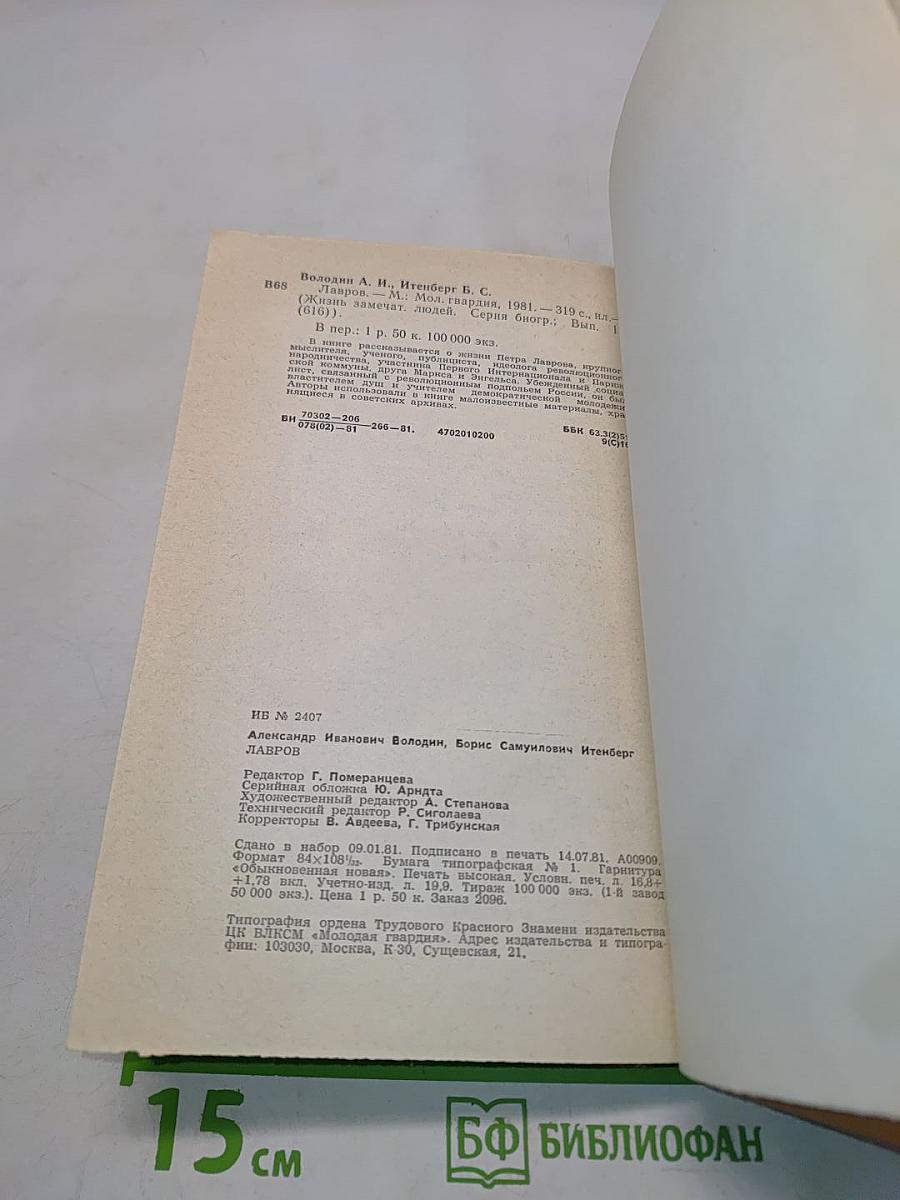 Володин А. И., Итенберг Б. С.
В68 Лавров. — М.: Мол. гвардия, 1981. — 319 с., ил.—
(Жизнь замечат. людей. Серия биогр.; Вып. 1
(616)).
В пер.: 1 р. 50 к. 100 000 экз.
В книге рассказывается о жизни Петра Лаврова, крупног
мыслителя, ученого, публициста, идеолога революционног
народничества, участника Первого Интернационала и Париж
ской коммуны, друга Маркса и Энгельса. Убежденный социа
лист, связанный с революционным подпольем России, он бы
властителем душ и учителем демократической молодежи
Авторы использовали в книге малоизвестные материалы, хра
нящиеся в советских архивах.
БИ 70302—206
078(02)—81 —266—81. 4702010200
ББК 63.3(2)5
9(С)1
ИБ № 2407
Александр Иванович Володин, Борис Самуилович Итенберг
ЛАВРОВ
Редактор Г. Померанцева
Серийная обложка Ю. Арндта
Художественный редактор А. Степанова
Технический редактор Р. Сиголаева
Корректоры В. Авдеева, Г. Трибунская
Сдано в набор 09.01.81. Подписано в печать 14.07.81. А00909.
Формат 84×108¹/₃₂. Бумага типографская № 1. Гарнитура
«Обыкновенная новая». Печать высокая. Условн. печ. л. 16,8+
+1,78 вкл. Учетно-изд. л. 19,9. Тираж 100 000 экз. (1-й завод
50 000 экз.). Цена 1 р. 50 к. Заказ 2096.
Типография ордена Трудового Красного Знамени издательства
ЦК ВЛКСМ «Молодая гвардия». Адрес издательства и типогра-
фии: 103030, Москва, К-30, Сущевская, 21.
15 см
БФ БИБЛИОФАН